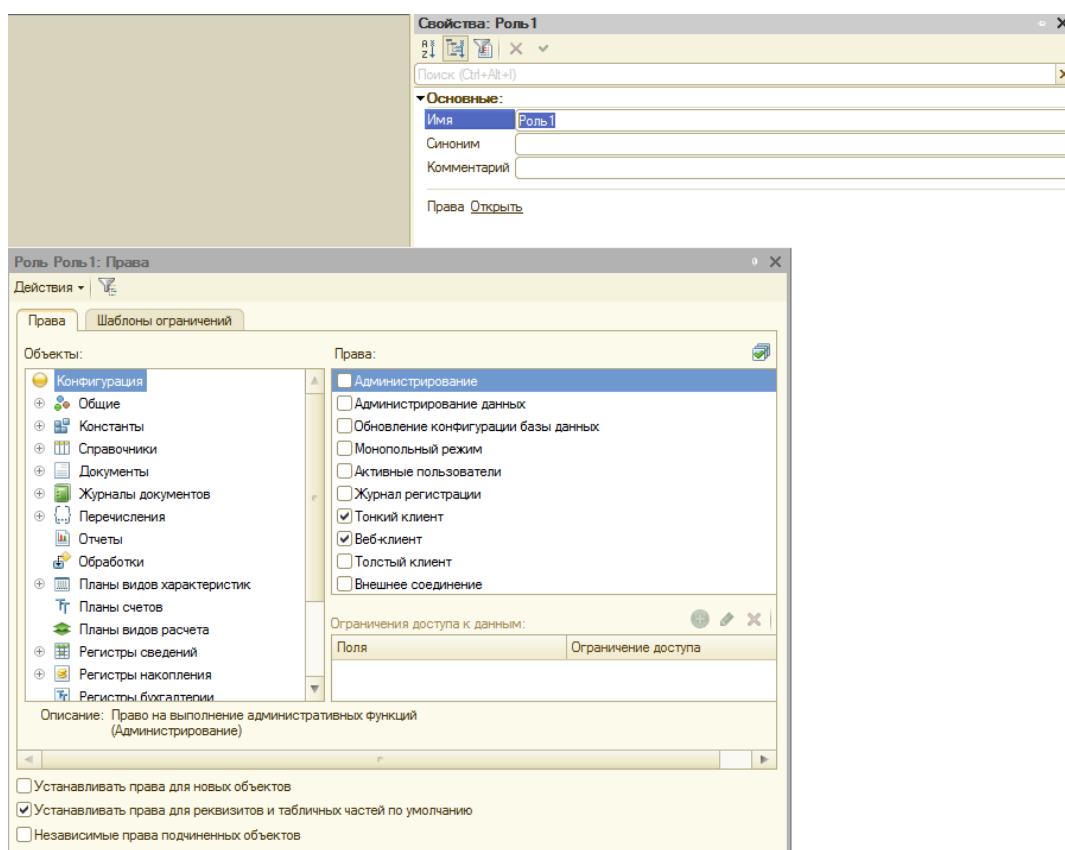 Свойства: Роль1
Поиск (Ctrl+Alt+I)
Основные:
Имя Роль1
Синоним
Комментарий
Права Открыть
Роль Роль1: Права
Действия
Права Шаблоны ограничений
Объекты:
Конфигурация
Общие
Константы
Справочники
Документы
Журналы документов
Перечисления
Отчеты
Обработки
Планы видов характеристик
Планы счетов
Планы видов расчета
Регистры сведений
Регистры накопления
Регистры бухгалтерии
Права:
Администрирование
Администрирование данных
Обновление конфигурации базы данных
Монопольный режим
Активные пользователи
Журнал регистрации
Тонкий клиент
Веб-клиент
Толстый клиент
Внешнее соединение
Ограничения доступа к данным:
Поля Ограничение доступа
Описание: Право на выполнение административных функций
(Администрирование)
Устанавливать права для новых объектов
Устанавливать права для реквизитов и табличных частей по умолчанию
Независимые права подчиненных объектов